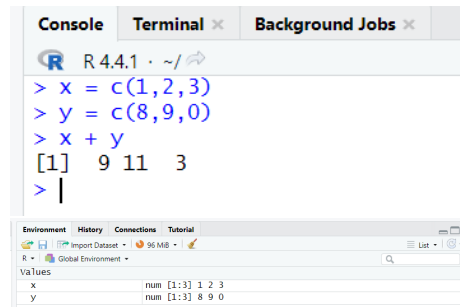 Console Terminal Background Jobs
R R 4.4.1 · ~/
> x = c(1,2,3)
> y = c(8,9,0)
> x + y
[1]  9 11  3
>
Environment History Connections Tutorial
Import Dataset 96 MiB List
R Global Environment
Values
x num [1:3] 1 2 3
y num [1:3] 8 9 0